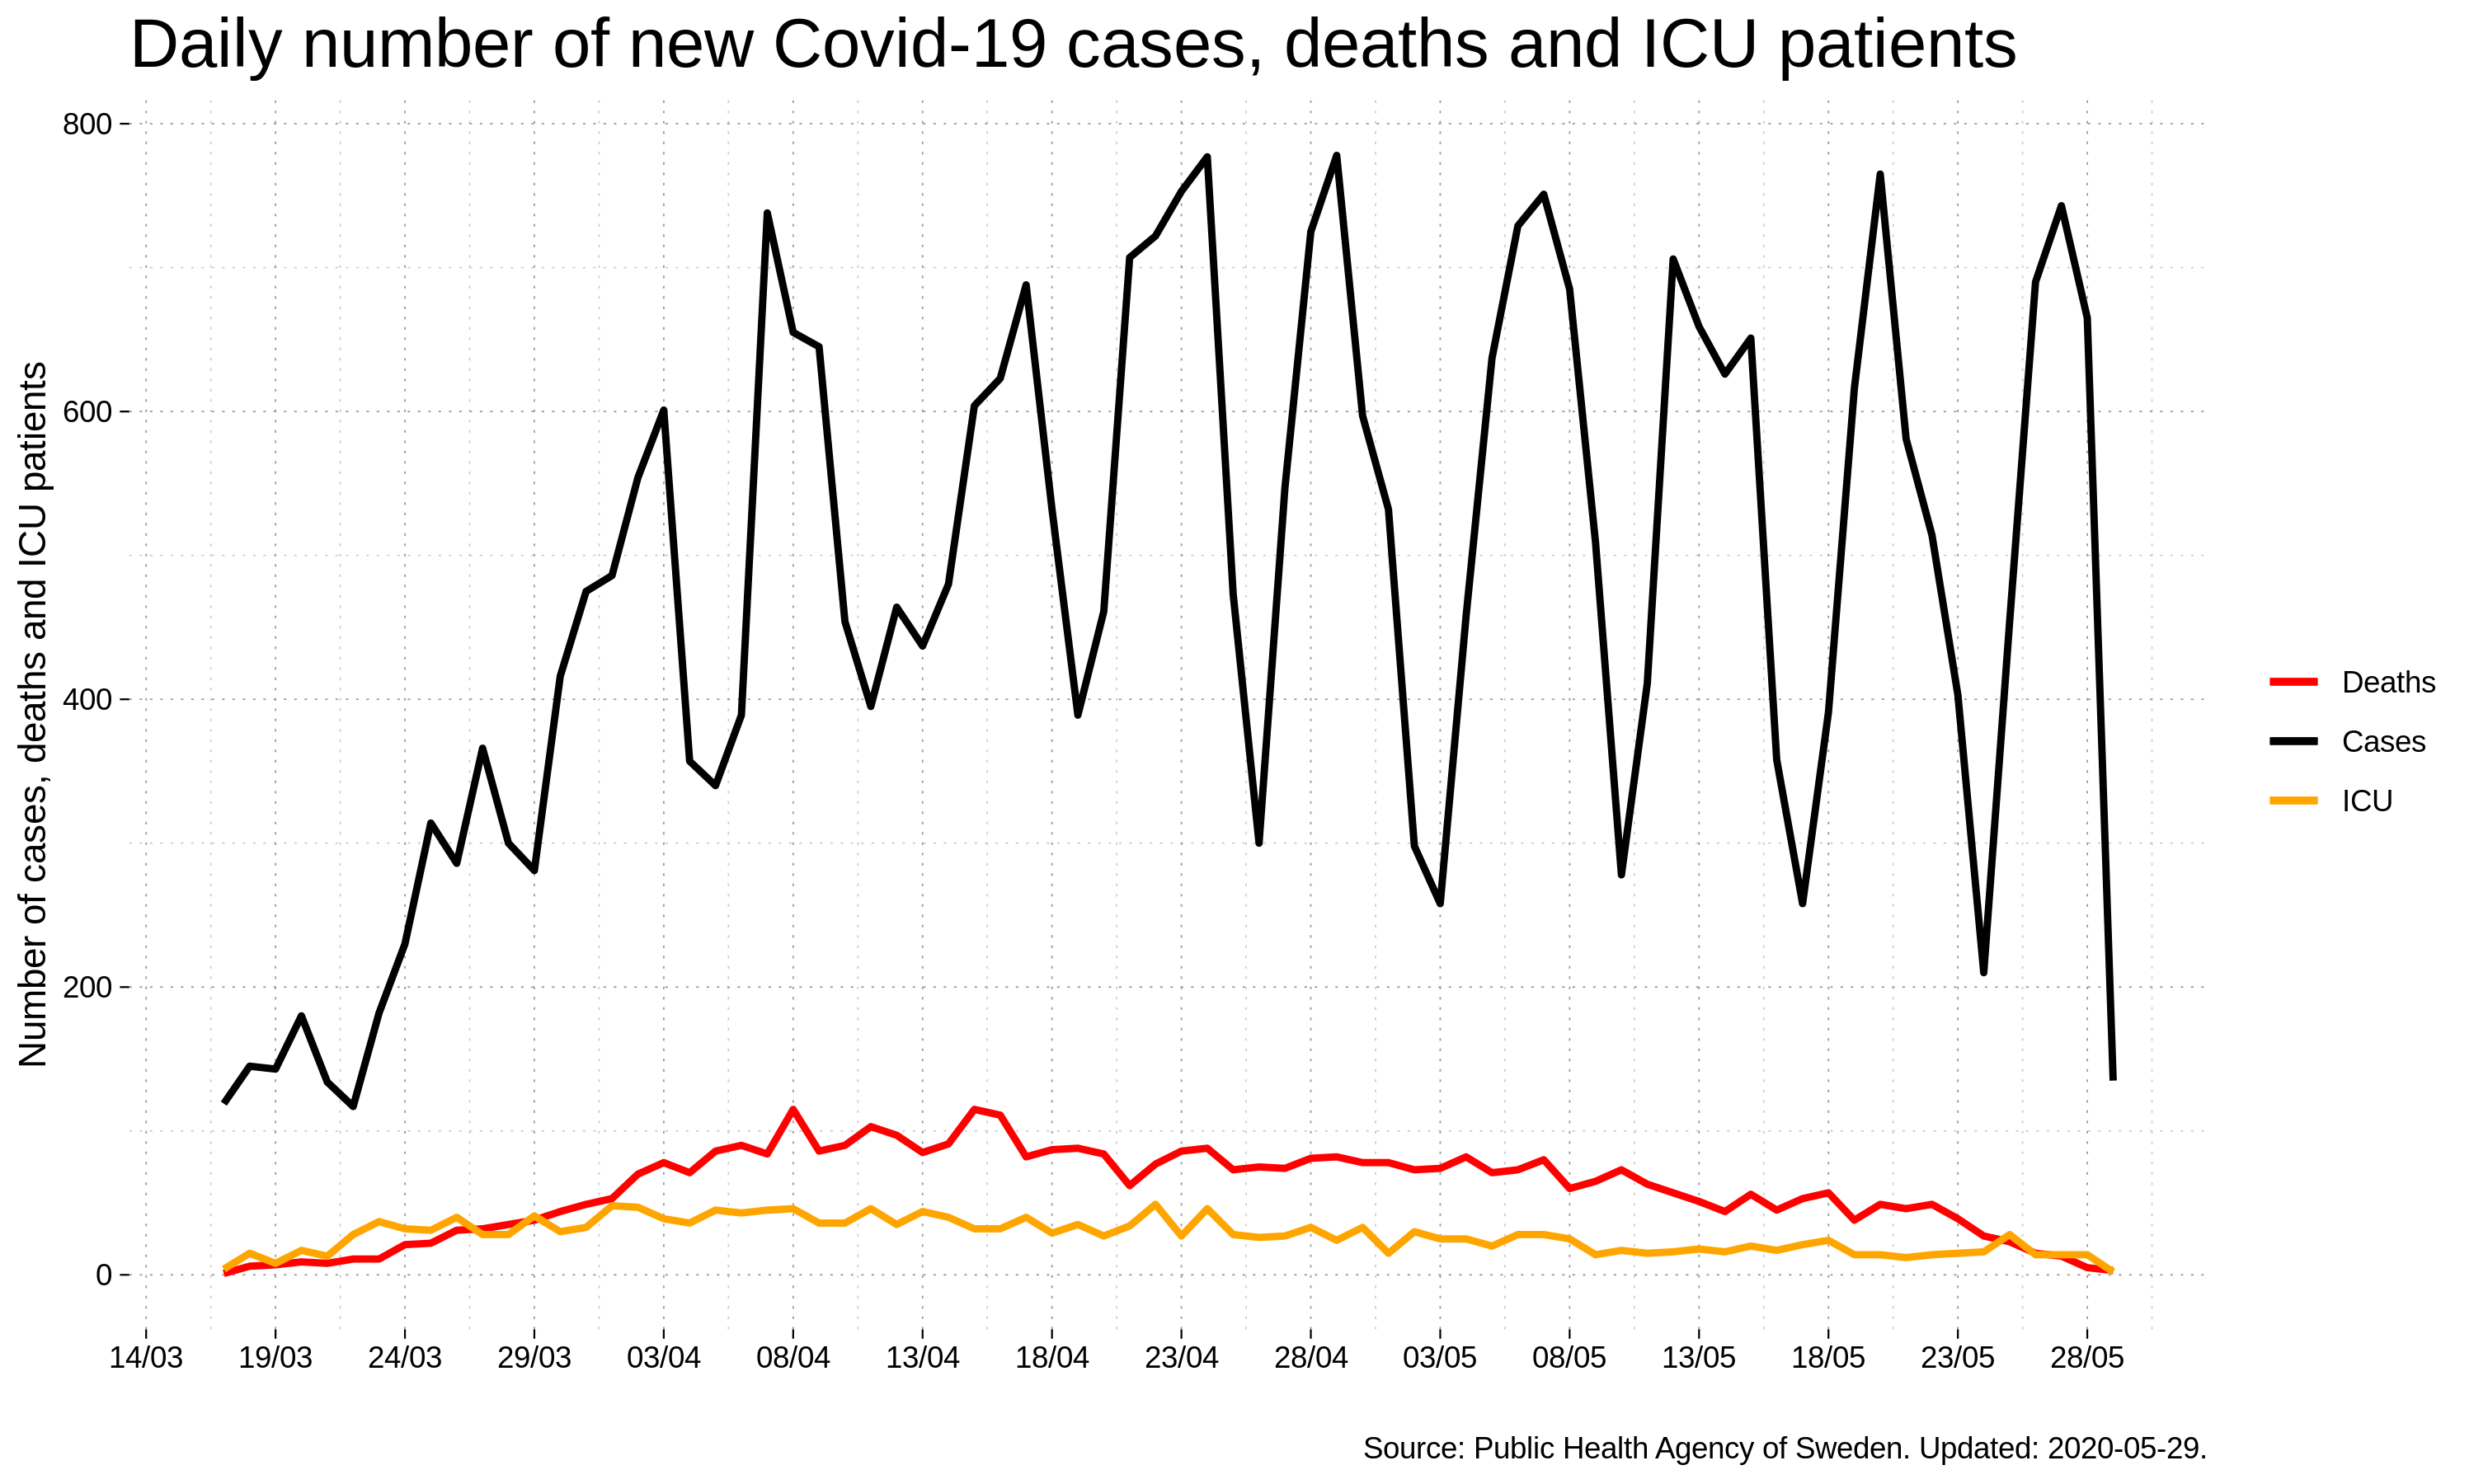 Daily number of new Covid-19 cases, deaths and ICU patients
Number of cases, deaths and ICU patients
800
600
400
200
0
14/03 19/03 24/03 29/03 03/04 08/04 13/04 18/04 23/04 28/04 03/05 08/05 13/05 18/05 23/05 28/05
Deaths
Cases
ICU
Source: Public Health Agency of Sweden. Updated: 2020-05-29.